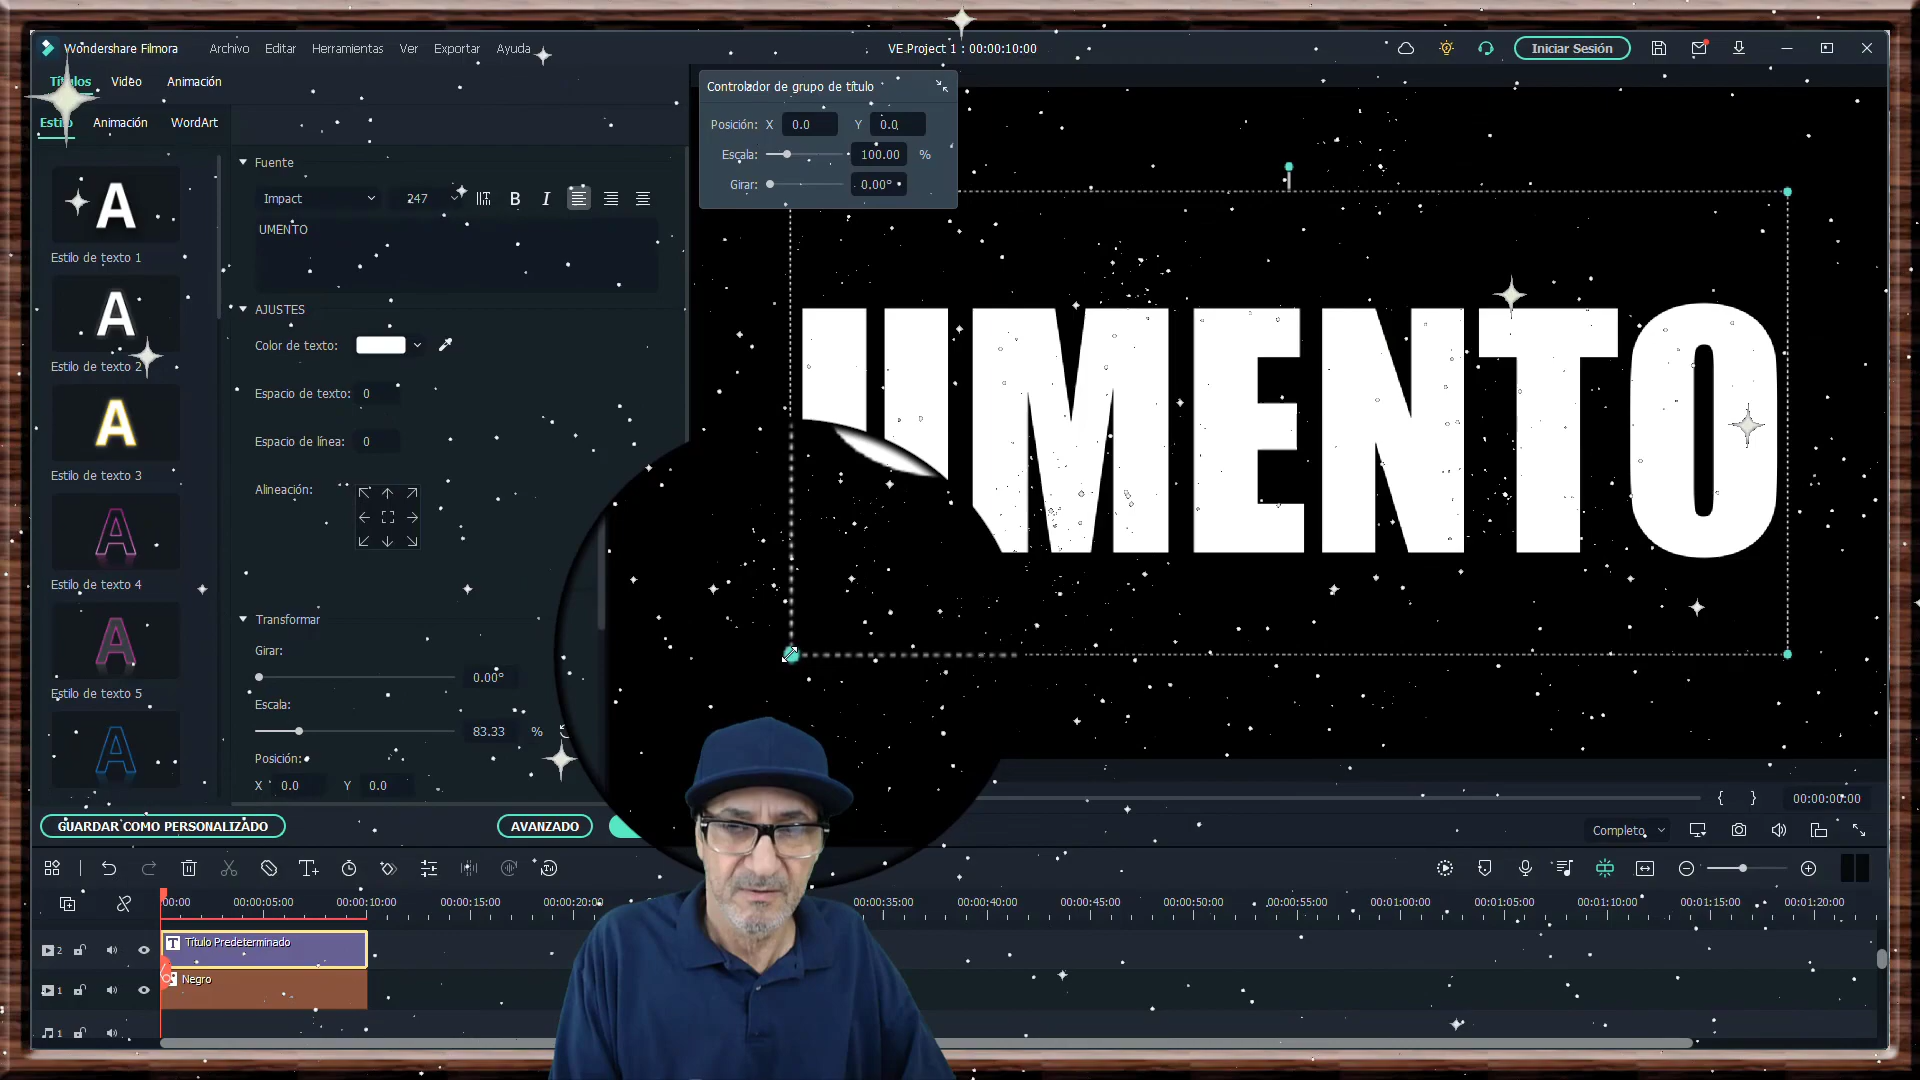 Wondershare Filmora
Archivo
Editar
Herramientas
Ver
Exportar
Ayuda
VE Project 1 : 00:00:10:00
Iniciar Sesión
Títulos
Video
Animación
Controlador de grupo de título
Posición: X 0.0 Y 0.0
Escala: 100.00 %
Girar: 0.00°
Estilo
Animación
WordArt
Fuente
Impact
247
B
I
UMENTO
AJUSTES
Color de texto:
Espacio de texto: 0
Espacio de línea: 0
Alineación:
Transformar
Girar:
0.00°
Escala:
83.33 %
Posición:
X 0.0 Y 0.0
A
Estilo de texto 1
A
Estilo de texto 2
A
Estilo de texto 3
A
Estilo de texto 4
A
Estilo de texto 5
A
UMENTO
GUARDAR COMO PERSONALIZADO
AVANZADO
{ }
00:00:00:00
Completo
00:00
00:00:05:00
00:00:10:00
00:00:15:00
00:00:20:00
00:00:35:00
00:00:40:00
00:00:45:00
00:00:50:00
00:00:55:00
00:01:00:00
00:01:05:00
00:01:10:00
00:01:15:00
00:01:20:00
2
T Título Predeterminado
1
Negro
1